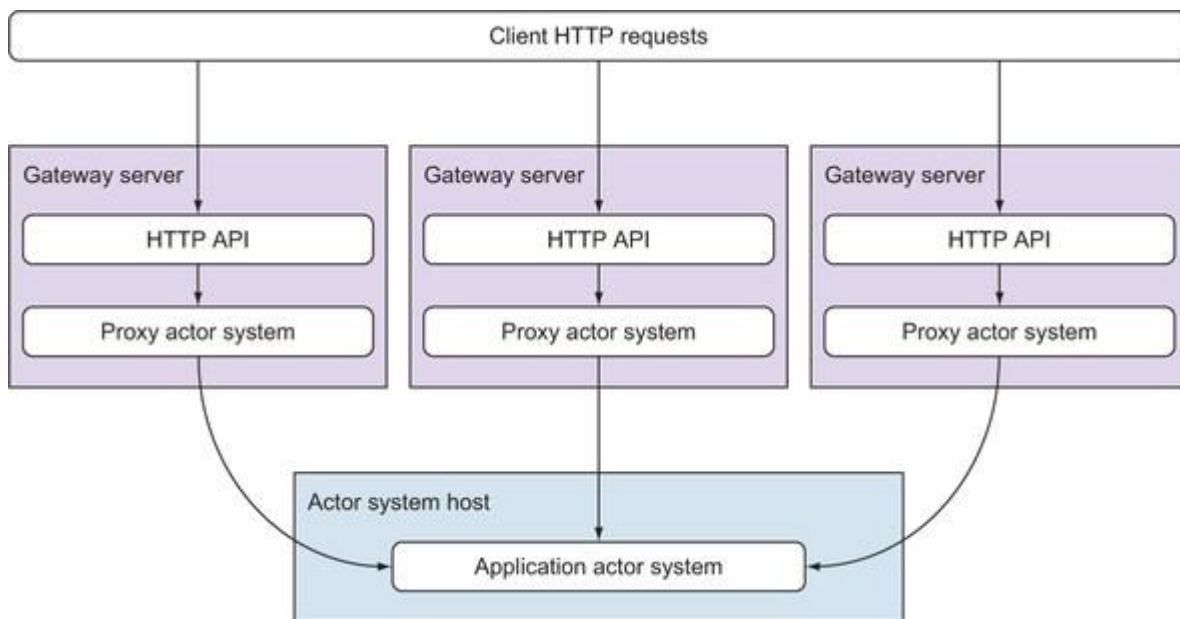 Client HTTP requests
Gateway server
HTTP API
Proxy actor system
Gateway server
HTTP API
Proxy actor system
Gateway server
HTTP API
Proxy actor system
Actor system host
Application actor system